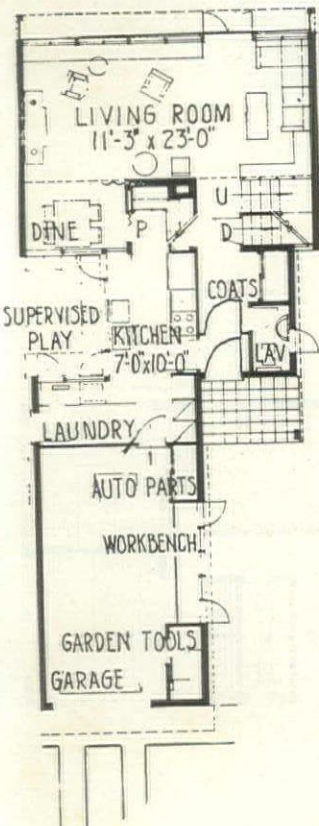 LIVING ROOM
11'-3" x 23'-0"
U
DINE
P
D
COATS
SUPERVISED
PLAY
KITCHEN
7'-0"x10'-0"
LAV
LAUNDRY
AUTO PARTS
WORKBENCH
GARDEN TOOLS
GARAGE